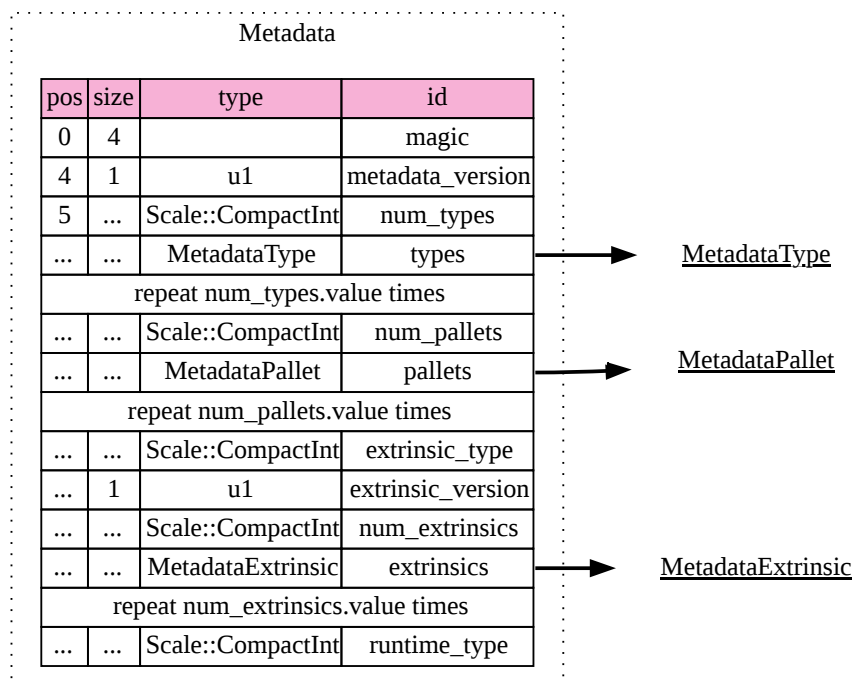 Metadata
pos size type id
0 4 magic
4 1 u1 metadata_version
5 ... Scale::CompactInt num_types
... ... MetadataType types MetadataType
repeat num_types.value times
... ... Scale::CompactInt num_pallets
... ... MetadataPallet pallets MetadataPallet
repeat num_pallets.value times
... ... Scale::CompactInt extrinsic_type
... 1 u1 extrinsic_version
... ... Scale::CompactInt num_extrinsics
... ... MetadataExtrinsic extrinsics MetadataExtrinsic
repeat num_extrinsics.value times
... ... Scale::CompactInt runtime_type